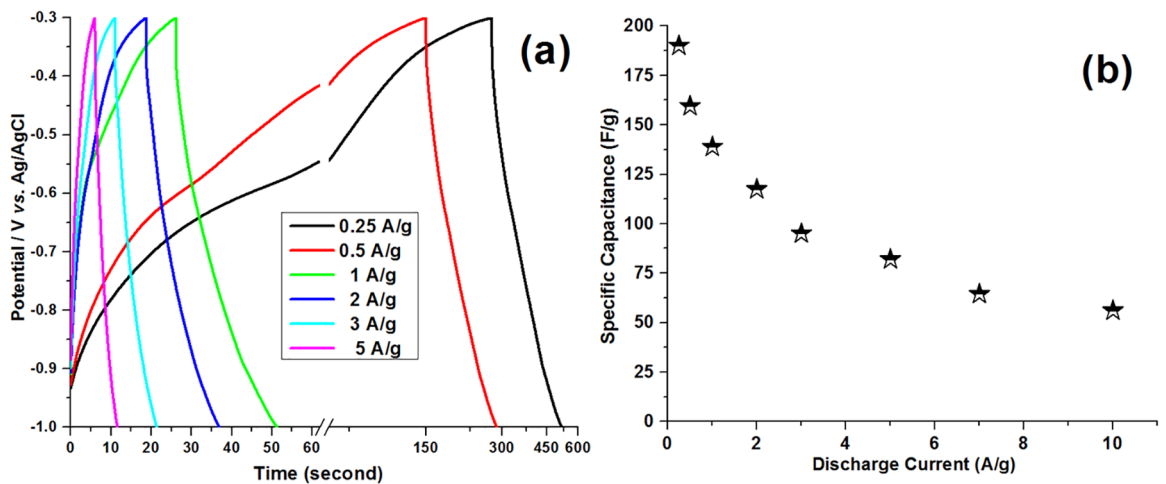 (a)
Potential / V vs. Ag/AgCl
-0.3
-0.4
-0.5
-0.6
-0.7
-0.8
-0.9
-1.0
0.25 A/g
0.5 A/g
1 A/g
2 A/g
3 A/g
5 A/g
0 10 20 30 40 50 60 150 300 450 600
Time (second)
(b)
Specific Capacitance (F/g)
200
175
150
125
100
75
50
25
0
0 2 4 6 8 10
Discharge Current (A/g)